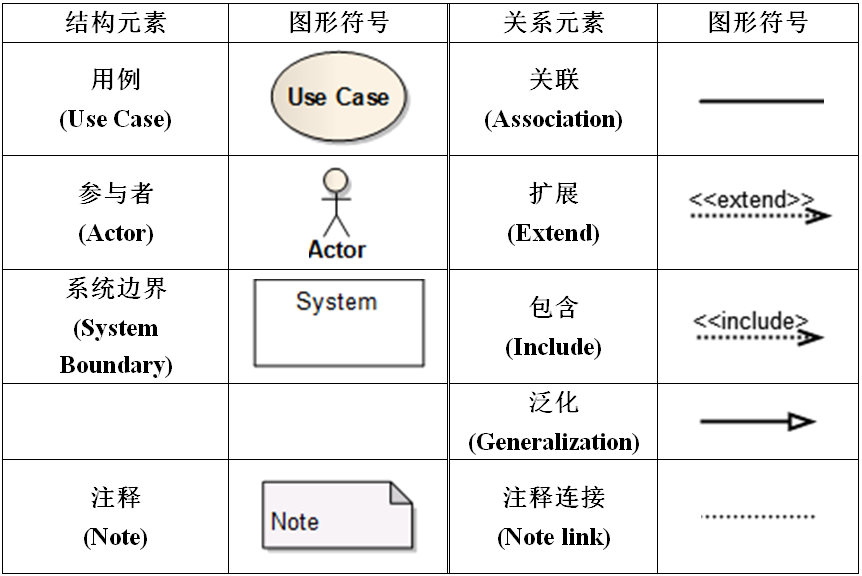 结构元素 图形符号 关系元素 图形符号
用例
(Use Case)
Use Case
关联
(Association)
参与者
(Actor)
Actor
扩展
(Extend)
<<extend>>
系统边界
(System
Boundary)
System
包含
(Include)
<<include>
泛化
(Generalization)
注释
(Note)
Note
注释连接
(Note link)